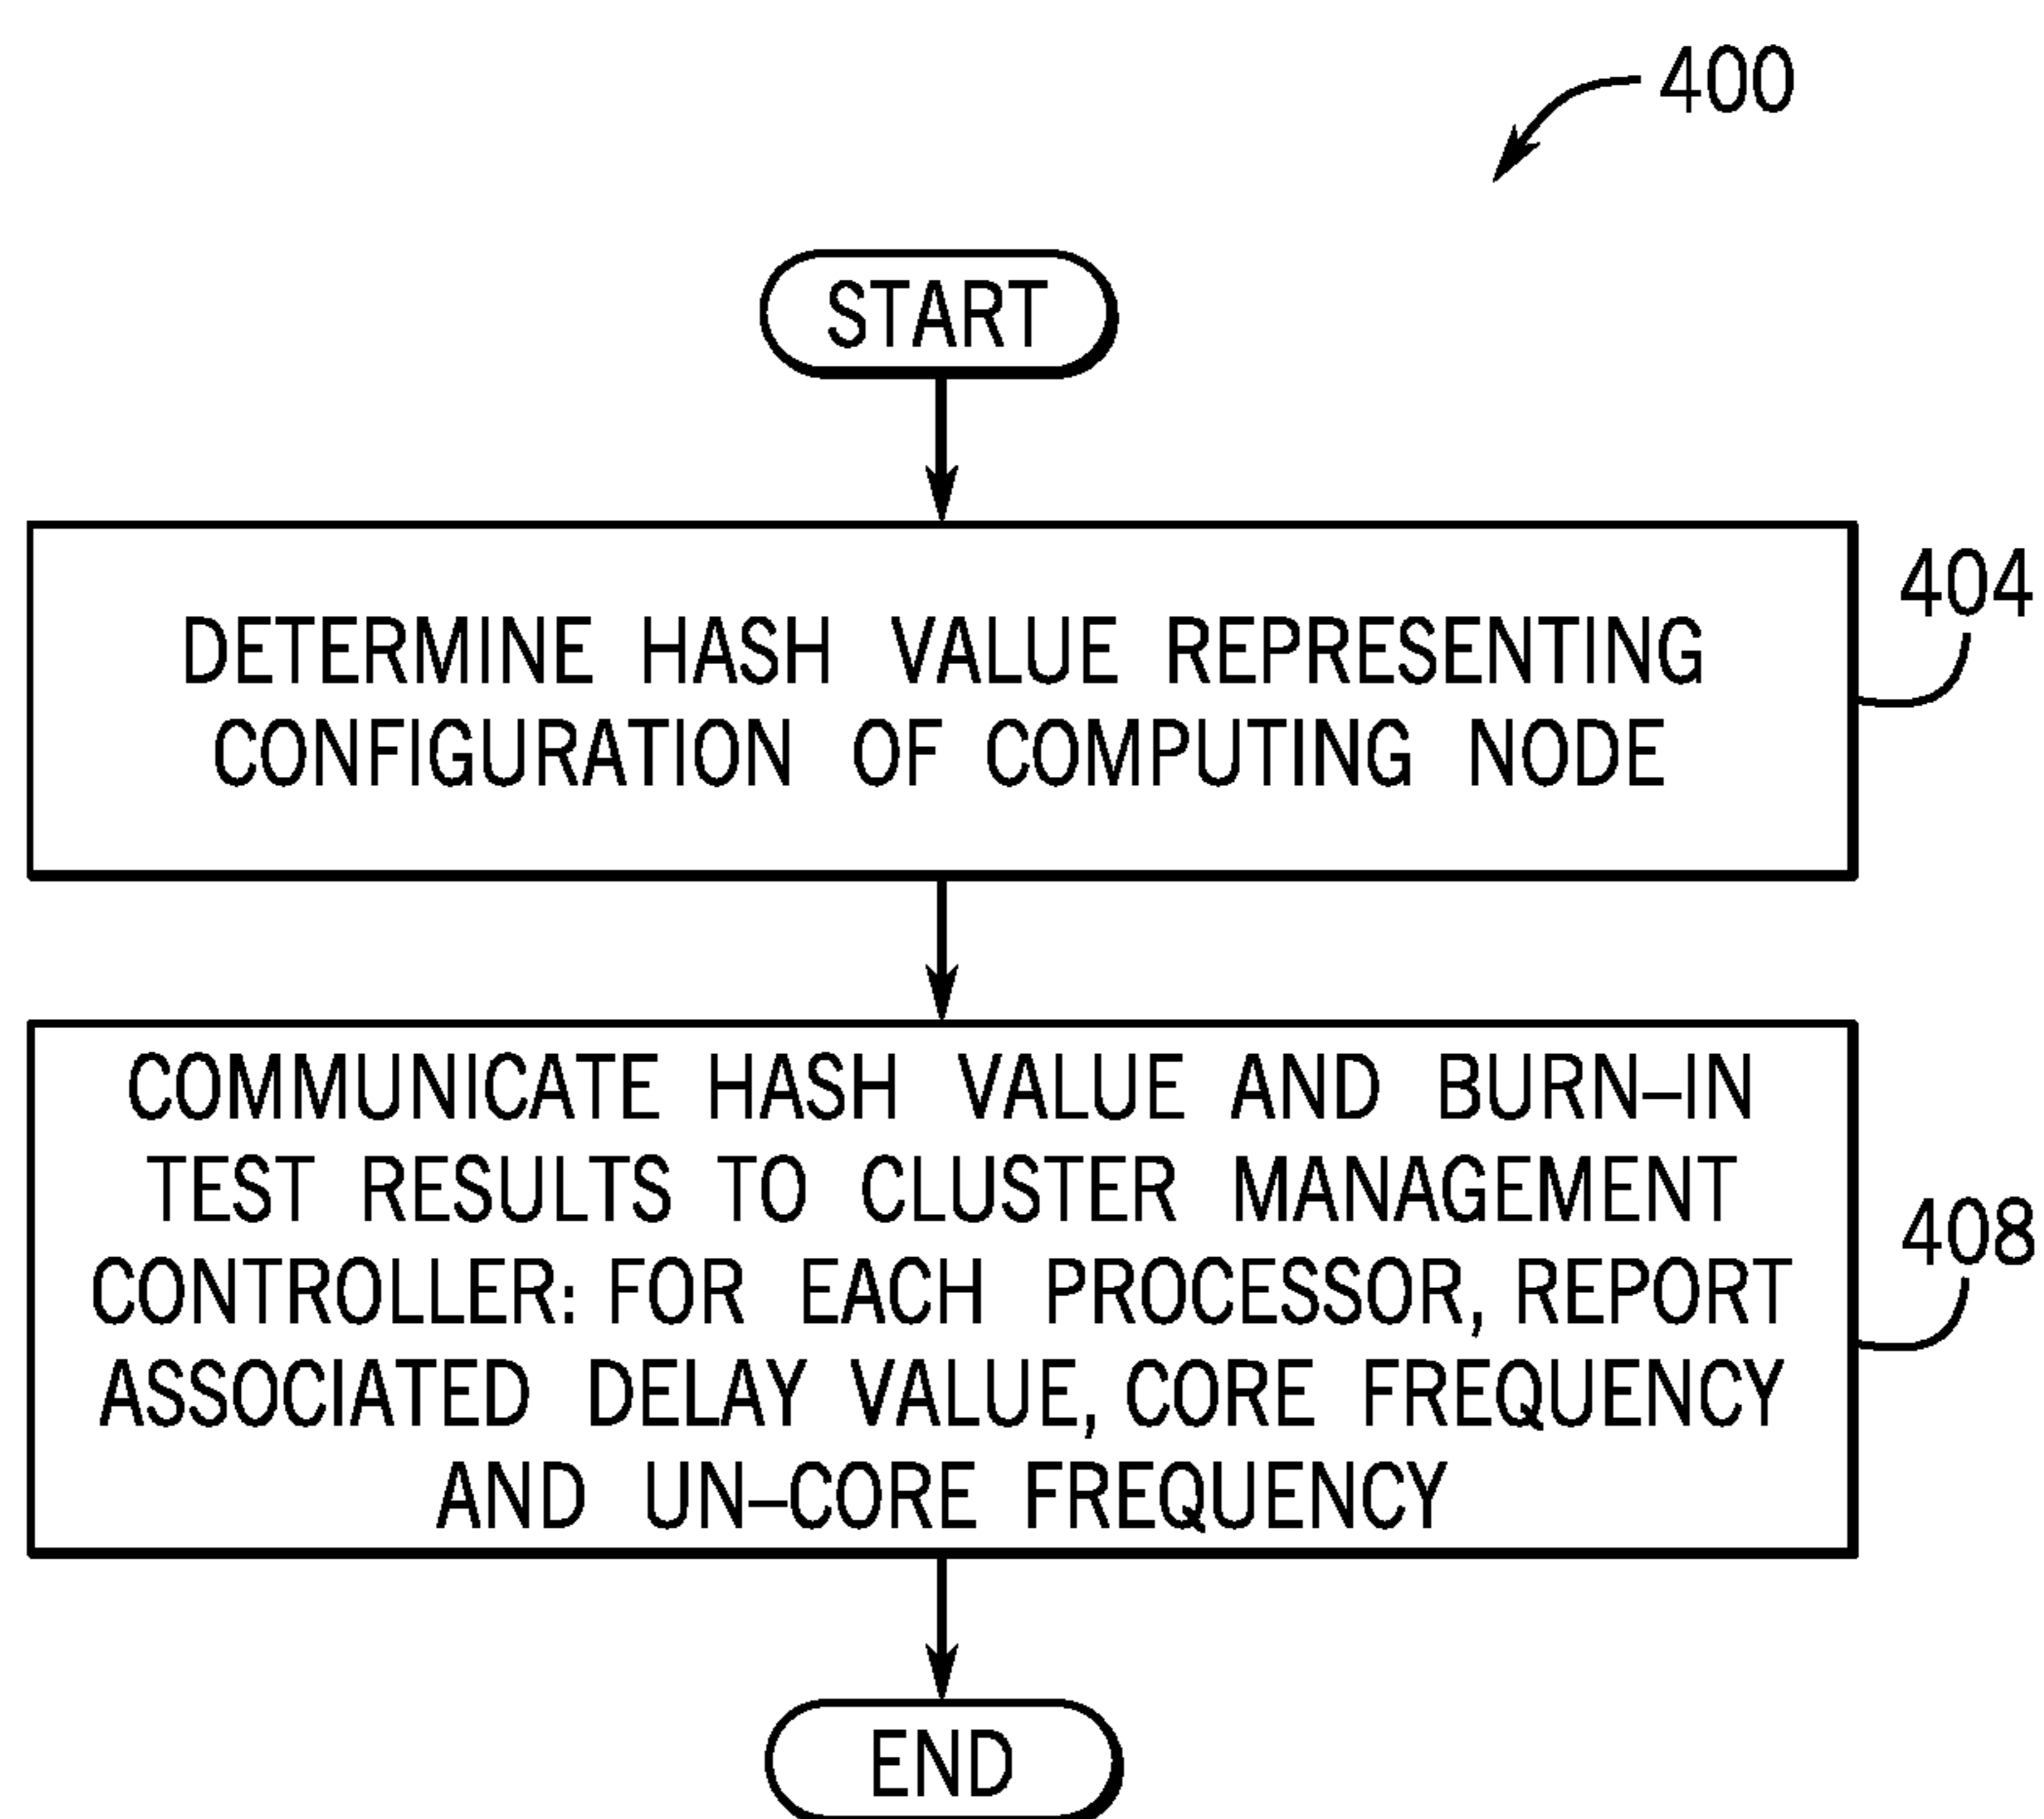 400
START
DETERMINE HASH VALUE REPRESENTING
CONFIGURATION OF COMPUTING NODE
404
COMMUNICATE HASH VALUE AND BURN–IN
TEST RESULTS TO CLUSTER MANAGEMENT
CONTROLLER: FOR EACH PROCESSOR, REPORT
ASSOCIATED DELAY VALUE, CORE FREQUENCY
AND UN–CORE FREQUENCY
408
END